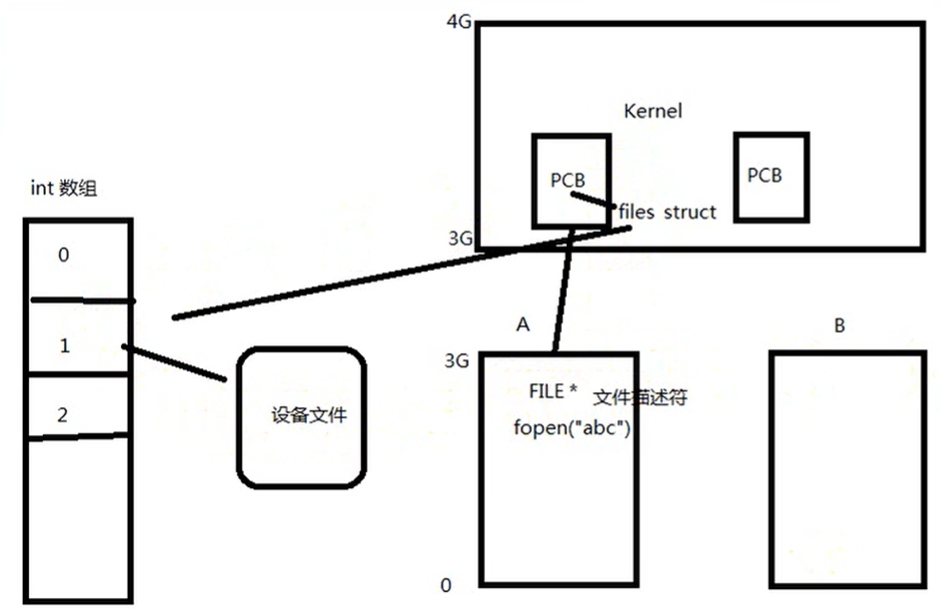 4G
Kernel
PCB
PCB
files struct
3G
int 数组
0
1
2
设备文件
A
B
3G
FILE *
文件描述符
fopen("abc")
0